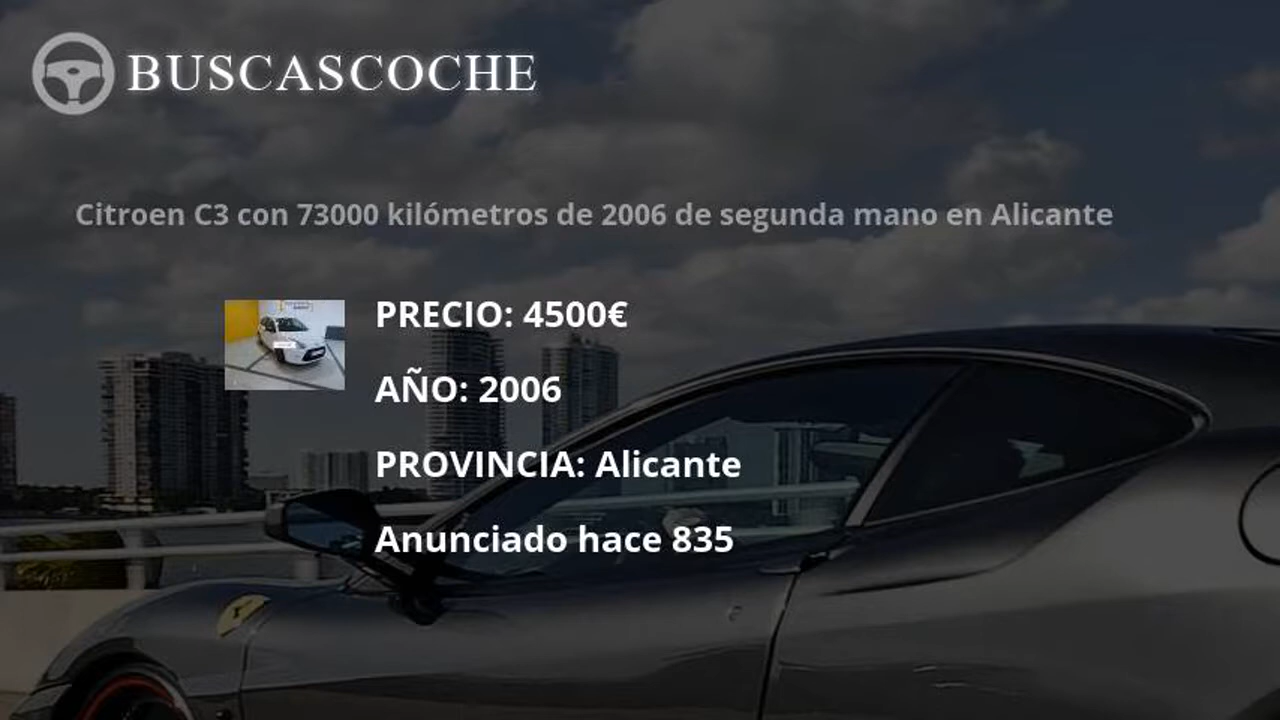 BUSCASCOCHE
Citroen C3 con 73000 kilómetros de 2006 de segunda mano en Alicante
PRECIO: 4500€
AÑO: 2006
PROVINCIA: Alicante
Anunciado hace 835